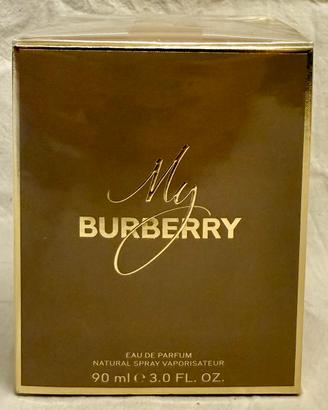 My
BURBERRY
EAU DE PARFUM
NATURAL SPRAY VAPORISATEUR
90 ml ℮ 3.0 FL. OZ.